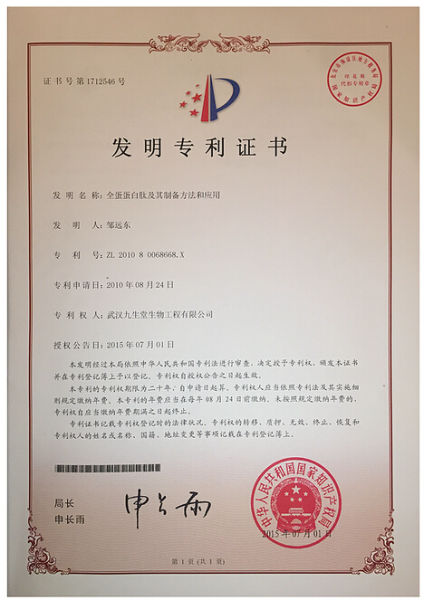 证书号第1712546号
发明专利证书
发明名称:全蛋蛋白肽及其制备方法和应用
发明人:邹远东
专利号:ZL 2010 8 0068668.X
专利申请日:2010年08月24日
专利权人:武汉九生堂生物工程有限公司
授权公告日:2015年07月01日
本发明经过本局依照中华人民共和国专利法进行审查,决定授予专利权,颁发本证书
并在专利登记簿上予以登记。专利权自授权公告之日起生效。
本专利的专利权期限为二十年,自申请日起算。专利权人应当依照专利法及其实施细
则规定缴纳年费。本专利的年费应当在每年08月24日前缴纳。未按照规定缴纳年费的,
专利权自应当缴纳年费期满之日起终止。
专利证书记载专利权登记时的法律状况。专利权的转移、质押、无效、终止、恢复和
专利权人的姓名或名称、国籍、地址变更等事项记载在专利登记簿上。
局长
申长雨
申长雨
中华人民共和国国家知识产权局
2015年07月01日
第1页(共1页)